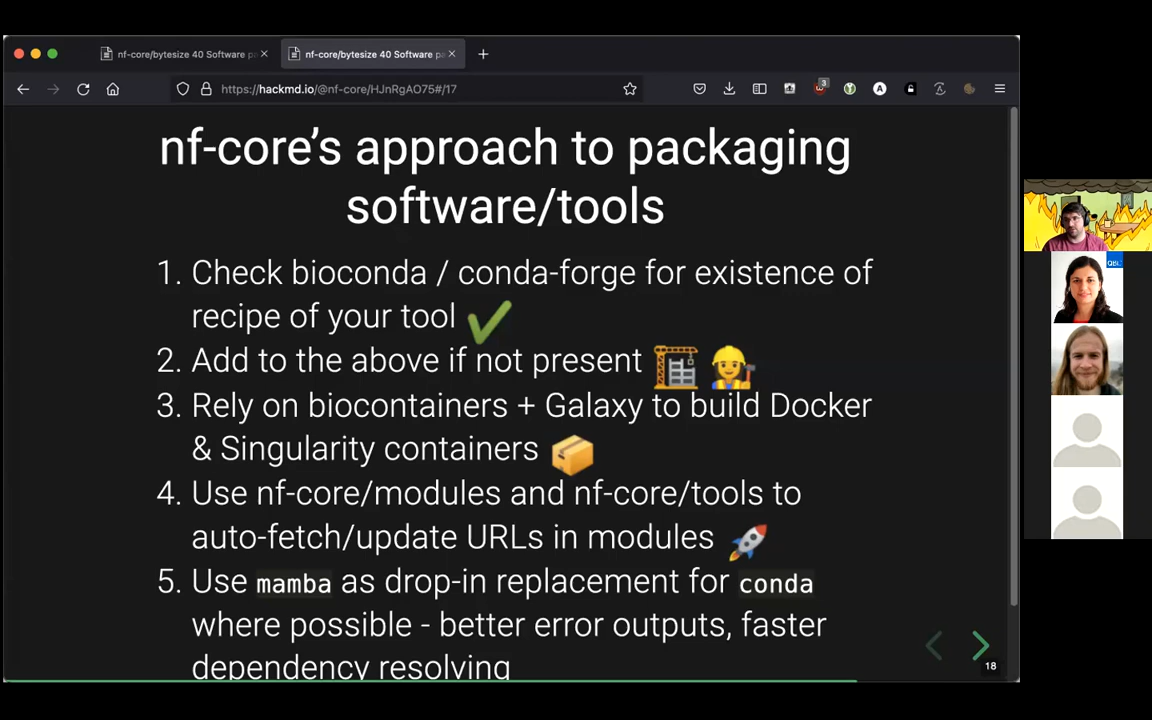 nf-core/bytesize 40 Software pa
nf-core/bytesize 40 Software pa
https://hackmd.io/@nf-core/HJnRgAO75#/17
3
A
nf-core's approach to packaging
software/tools
1. Check bioconda / conda-forge for existence of
recipe of your tool
2. Add to the above if not present
3. Rely on biocontainers + Galaxy to build Docker
& Singularity containers
4. Use nf-core/modules and nf-core/tools to
auto-fetch/update URLs in modules
5. Use mamba as drop-in replacement for conda
where possible - better error outputs, faster
dependency resolving
18